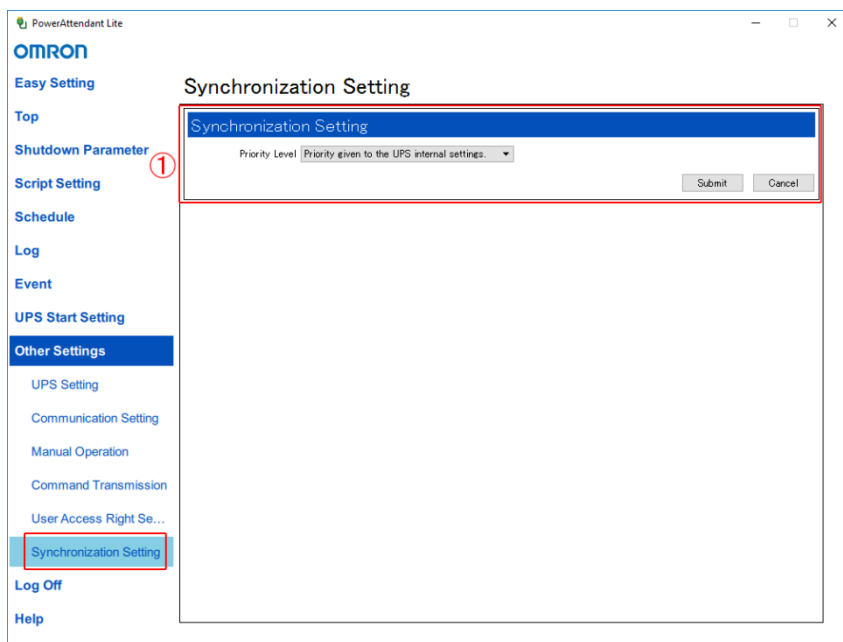 PowerAttendant Lite
OMRON
Easy Setting
Top
Shutdown Parameter
Script Setting
Schedule
Log
Event
UPS Start Setting
Other Settings
UPS Setting
Communication Setting
Manual Operation
Command Transmission
User Access Right Se...
Synchronization Setting
Log Off
Help
Synchronization Setting
①
Synchronization Setting
Priority Level Priority given to the UPS internal settings.
Submit Cancel